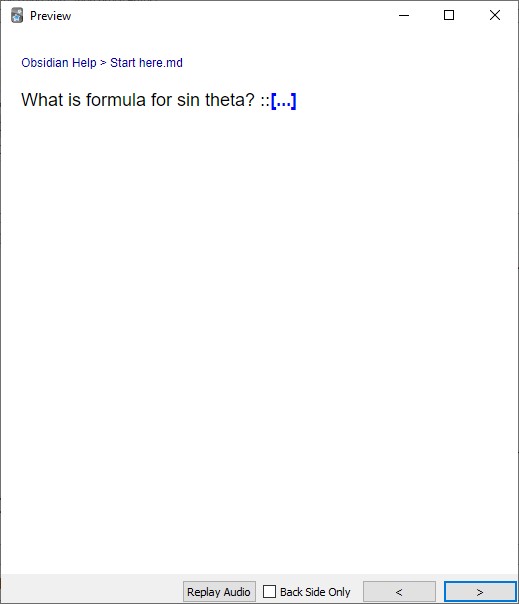 Preview
Obsidian Help > Start here.md
What is formula for sin theta? ::[...]
Replay Audio
Back Side Only
<
>